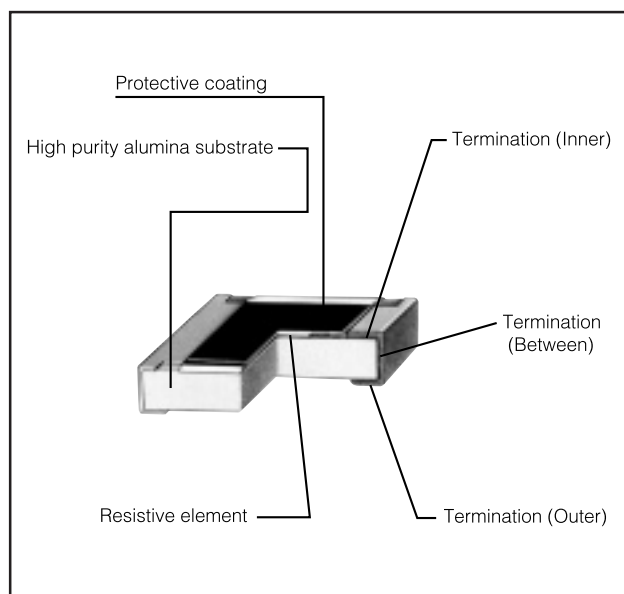 Protective coating
High purity alumina substrate
Termination (Inner)
Termination
(Between)
Resistive element
Termination (Outer)